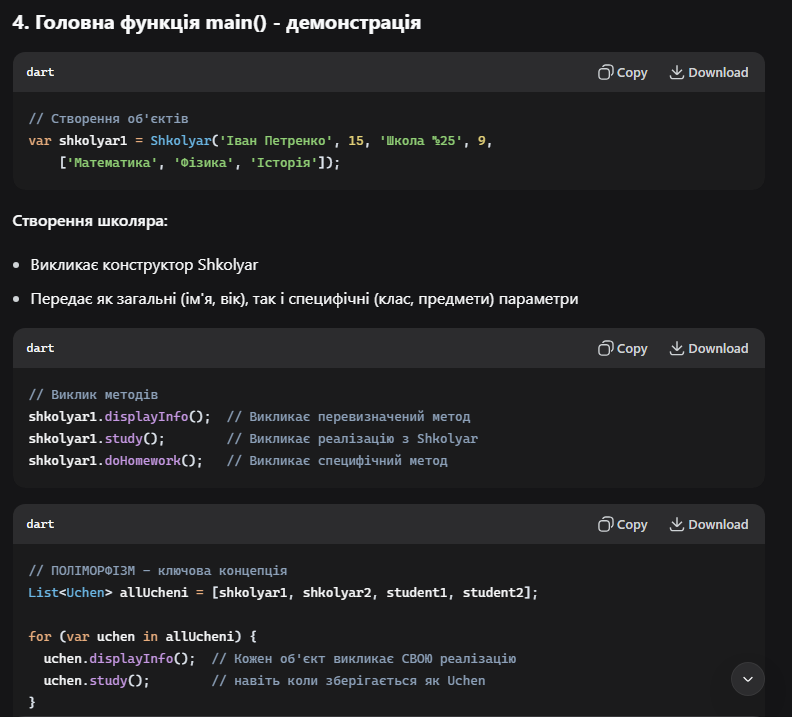 4. Головна функція main() - демонстрація
dart
Copy
Download
// Створення об'єктів
var shkolyar1 = Shkolyar('Іван Петренко', 15, 'Школа №25', 9,
['Математика', 'Фізика', 'Історія']);
Створення школяра:
Викликає конструктор Shkolyar
Передає як загальні (ім'я, вік), так і специфічні (клас, предмети) параметри
dart
Copy
Download
// Виклик методів
shkolyar1.displayInfo();  // Викликає перевизначений метод
shkolyar1.study();        // Викликає реалізацію з Shkolyar
shkolyar1.doHomework();   // Викликає специфічний метод
dart
Copy
Download
// ПОЛІМОРФІЗМ - ключова концепція
List<Uchen> allUcheni = [shkolyar1, shkolyar2, student1, student2];
for (var uchen in allUcheni) {
uchen.displayInfo();  // Кожен об'єкт викликає СВОЮ реалізацію
uchen.study();        // навіть коли зберігається як Uchen
}